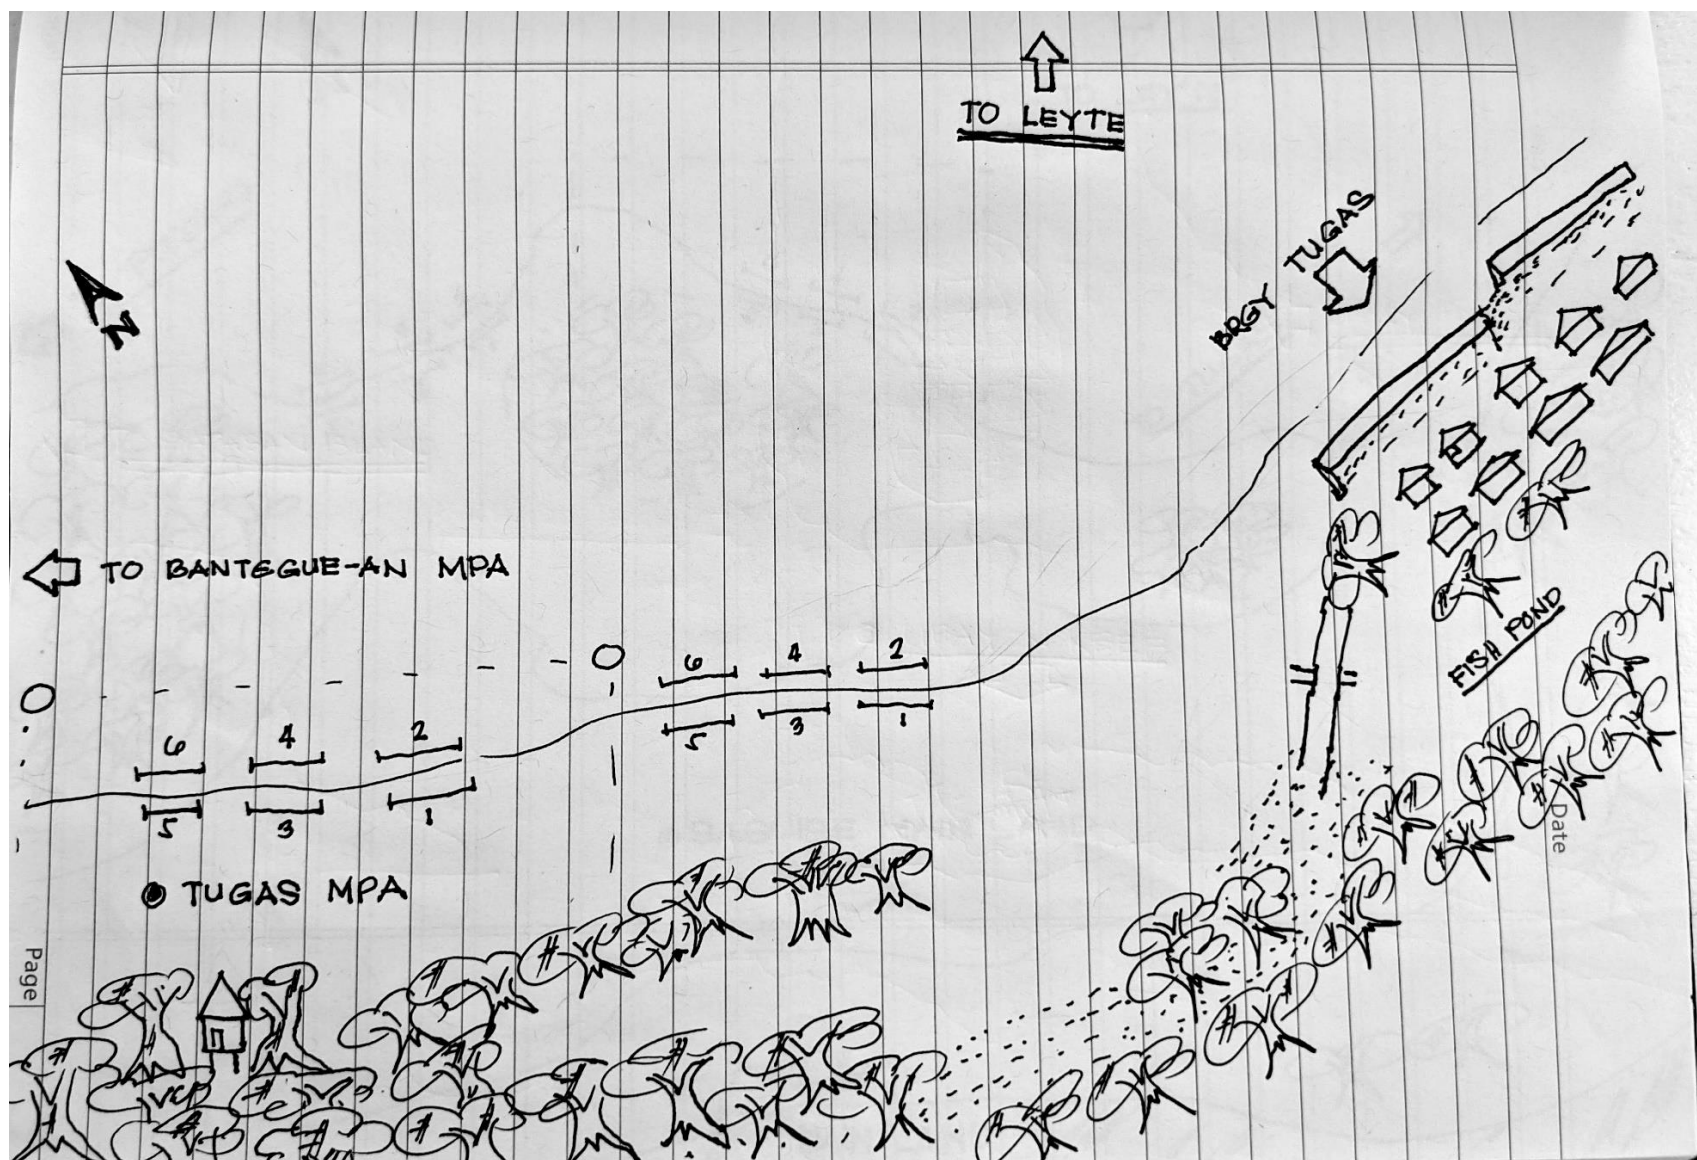 TO LEYTE
BRGY TUGAS
N
TO BANTEGUE-AN MPA
6 4 2
5 3 1
6 4 2
5 3 1
TUGAS MPA
FISH POND
Page
Date